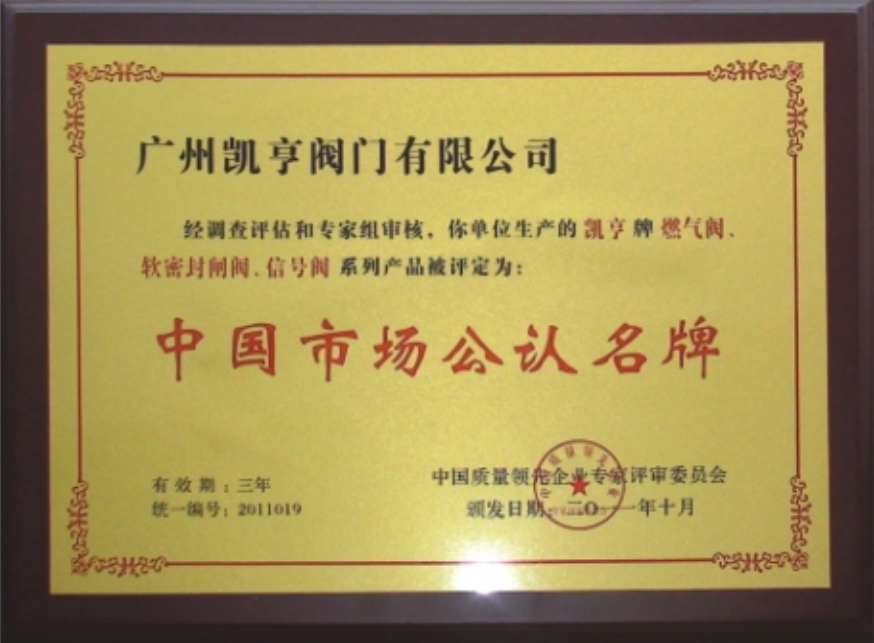 广州凯亨阀门有限公司
经调查评估和专家组审核，你单位生产的 凯亨 牌 燃气阀、
软密封闸阀、信号阀 系列产品被评定为：
中国市场公认名牌
有效期：三年
统一编号：2011019
中国质量领先企业专家评审委员会
颁发日期：二〇一一年十月